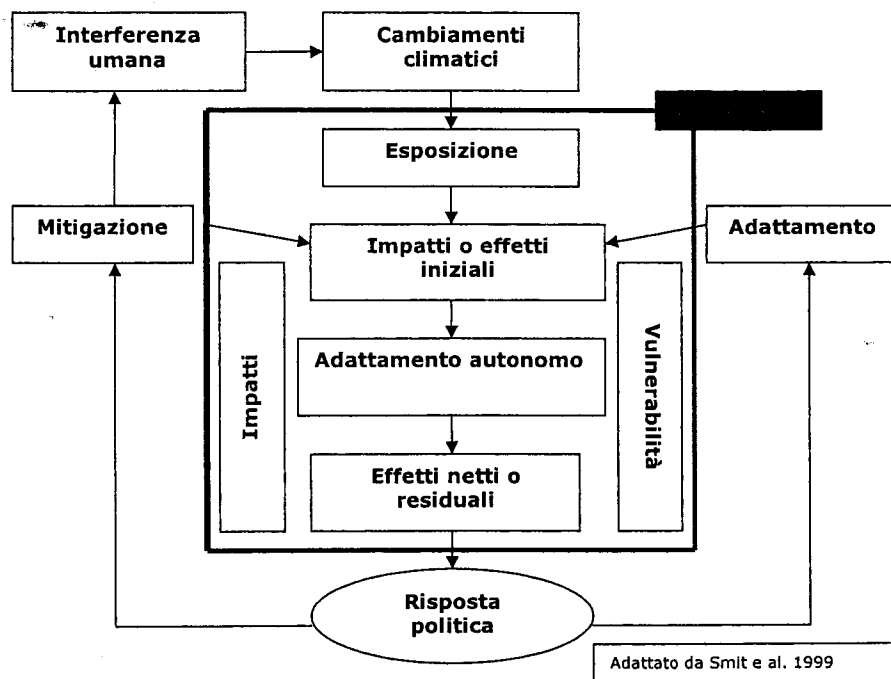 Interferenza
umana
Cambiamenti
climatici
Esposizione
Mitigazione
Impatti o effetti
iniziali
Adattamento
Impatti
Adattamento autonomo
Vulnerabilità
Effetti netti o
residuali
Risposta
politica
Adattato da Smit e al. 1999